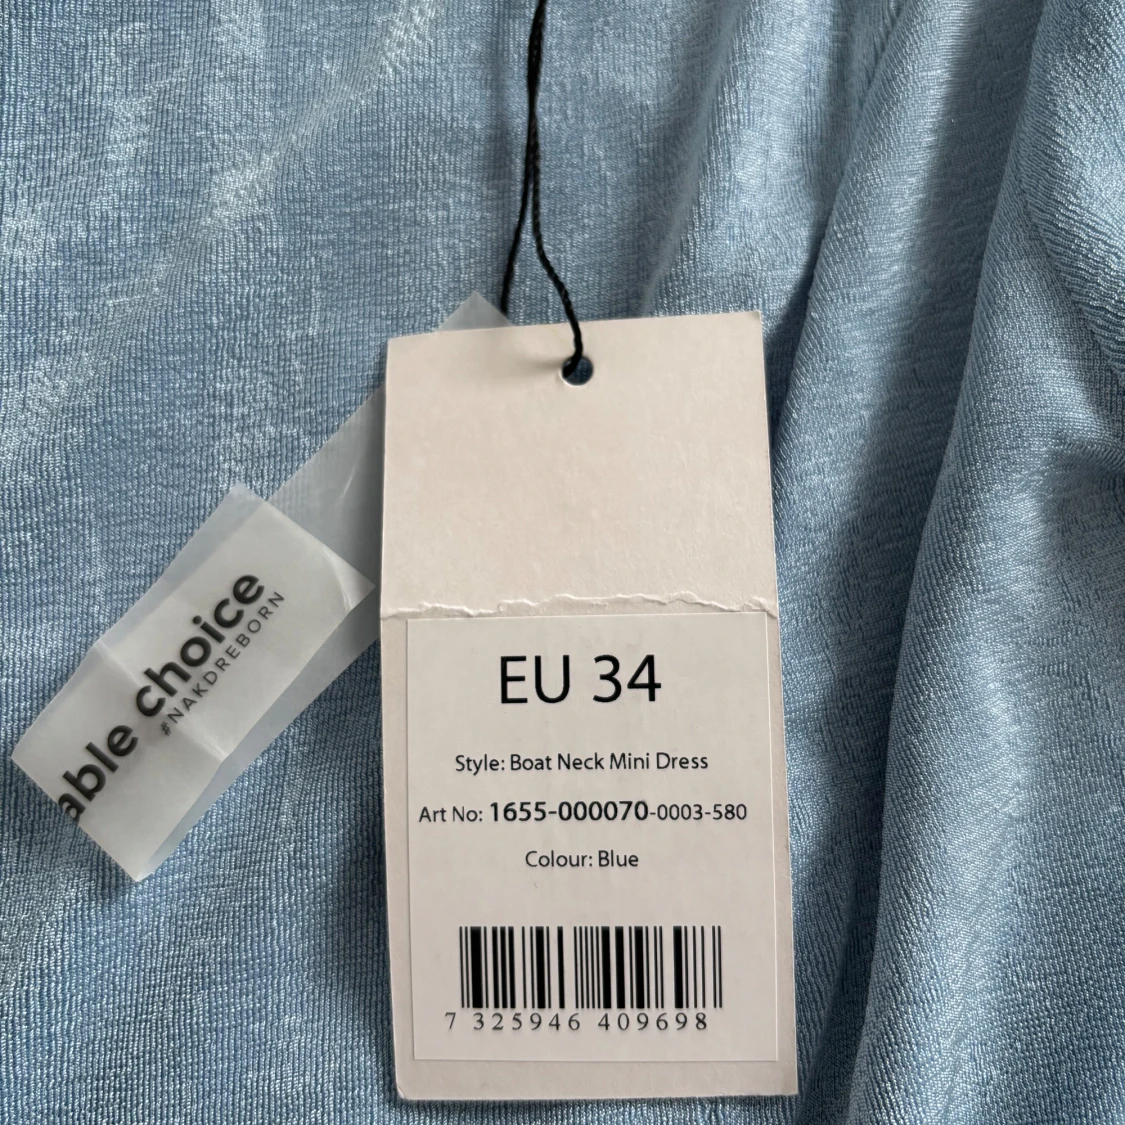 able choice
#NAKDREBORN
EU 34
Style: Boat Neck Mini Dress
Art No: 1655-000070-0003-580
Colour: Blue
7 325946 409698